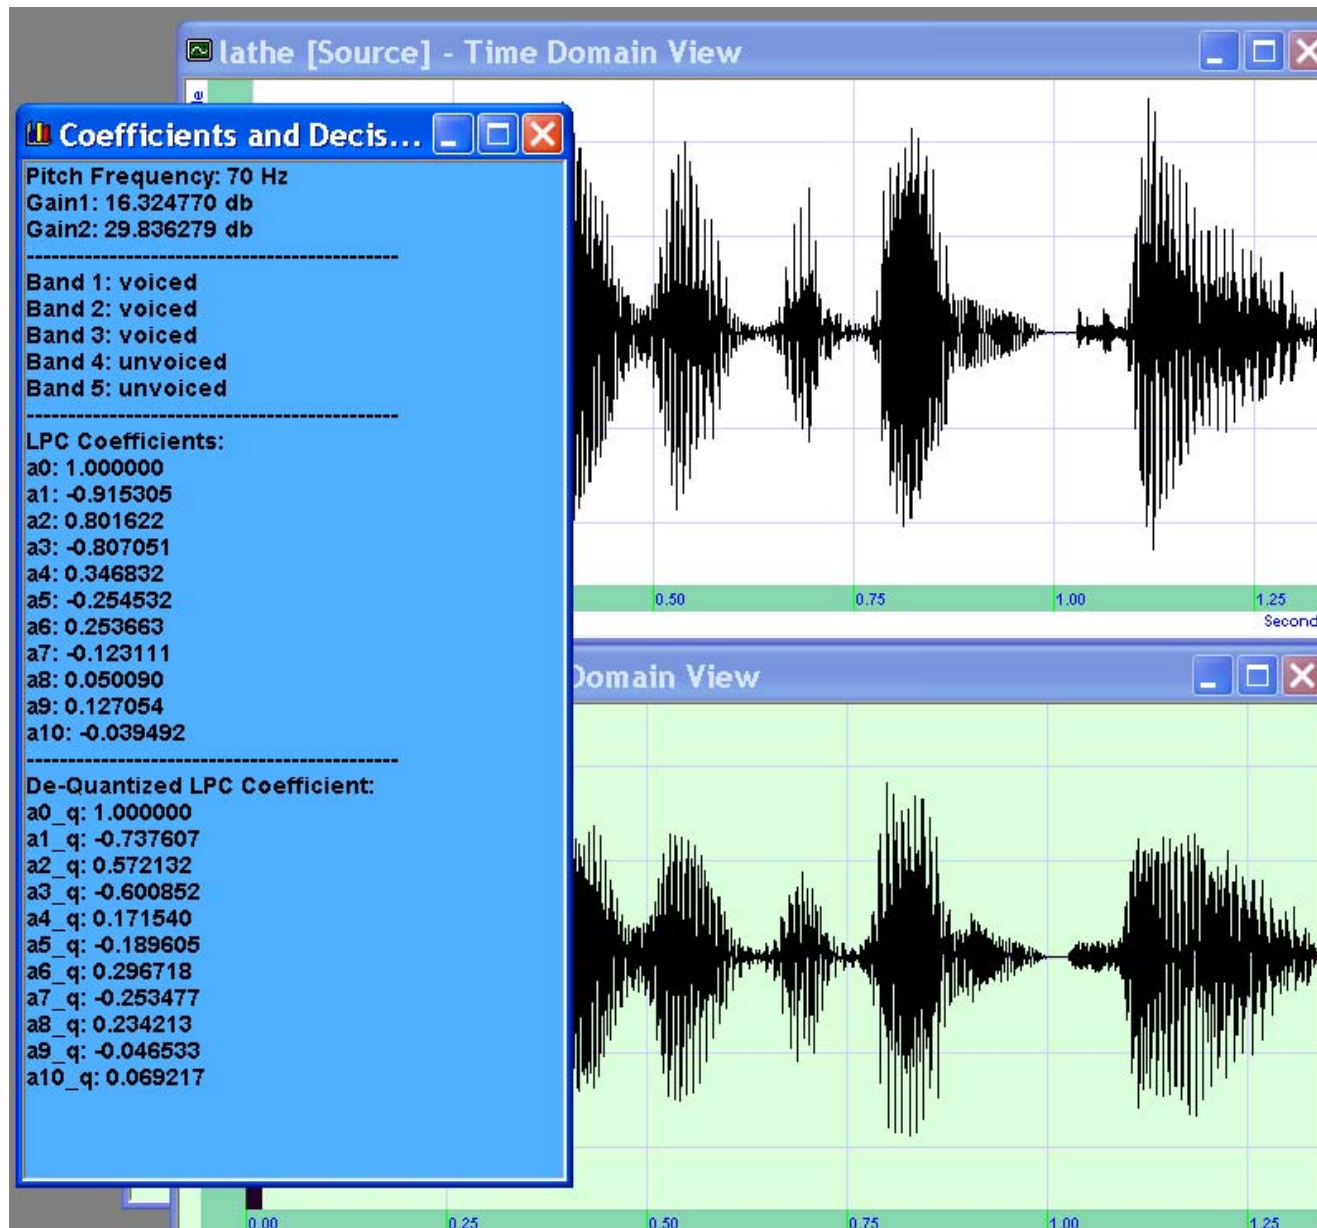 lathe [Source] - Time Domain View
Coefficients and Decis...
Pitch Frequency: 70 Hz
Gain1: 16.324770 db
Gain2: 29.836279 db
---------------------------------------------
Band 1: voiced
Band 2: voiced
Band 3: voiced
Band 4: unvoiced
Band 5: unvoiced
---------------------------------------------
LPC Coefficients:
a0: 1.000000
a1: -0.915305
a2: 0.801622
a3: -0.807051
a4: 0.346832
a5: -0.254532
a6: 0.253663
a7: -0.123111
a8: 0.050090
a9: 0.127054
a10: -0.039492
---------------------------------------------
De-Quantized LPC Coefficient:
a0_q: 1.000000
a1_q: -0.737607
a2_q: 0.572132
a3_q: -0.600852
a4_q: 0.171540
a5_q: -0.189605
a6_q: 0.296718
a7_q: -0.253477
a8_q: 0.234213
a9_q: -0.046533
a10_q: 0.069217
0.50 0.75 1.00 1.25
Second
Domain View
0.00 0.25 0.50 0.75 1.00 1.25